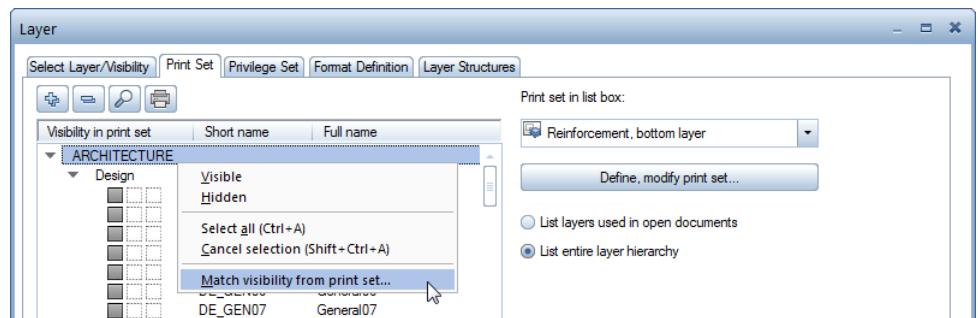 Layer
Select Layer/Visibility Print Set Privilege Set Format Definition Layer Structures
Print set in list box:
Visibility in print set Short name Full name
Reinforcement, bottom layer
ARCHITECTURE
Design
Visible
Hidden
Define, modify print set...
Select all (Ctrl+A)
Cancel selection (Shift+Ctrl+A)
List layers used in open documents
List entire layer hierarchy
Match visibility from print set...
DE_GEN07 General07